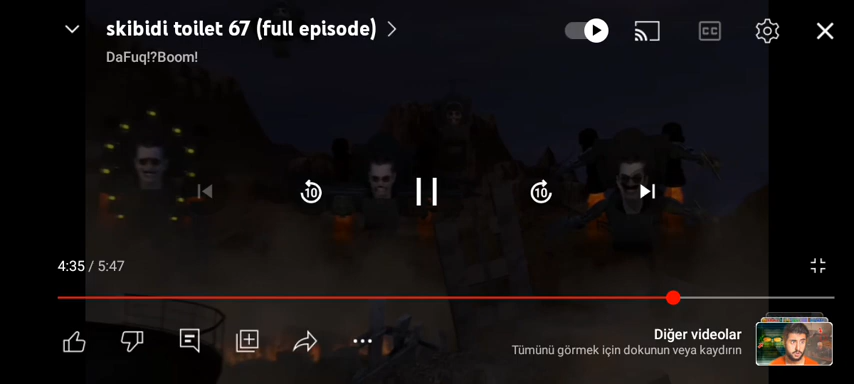 skibidi toilet 67 (full episode)
DaFuq!?Boom!
CC
10
10
4:35 / 5:47
Diğer videolar
Tümünü görmek için dokunun veya kaydırın